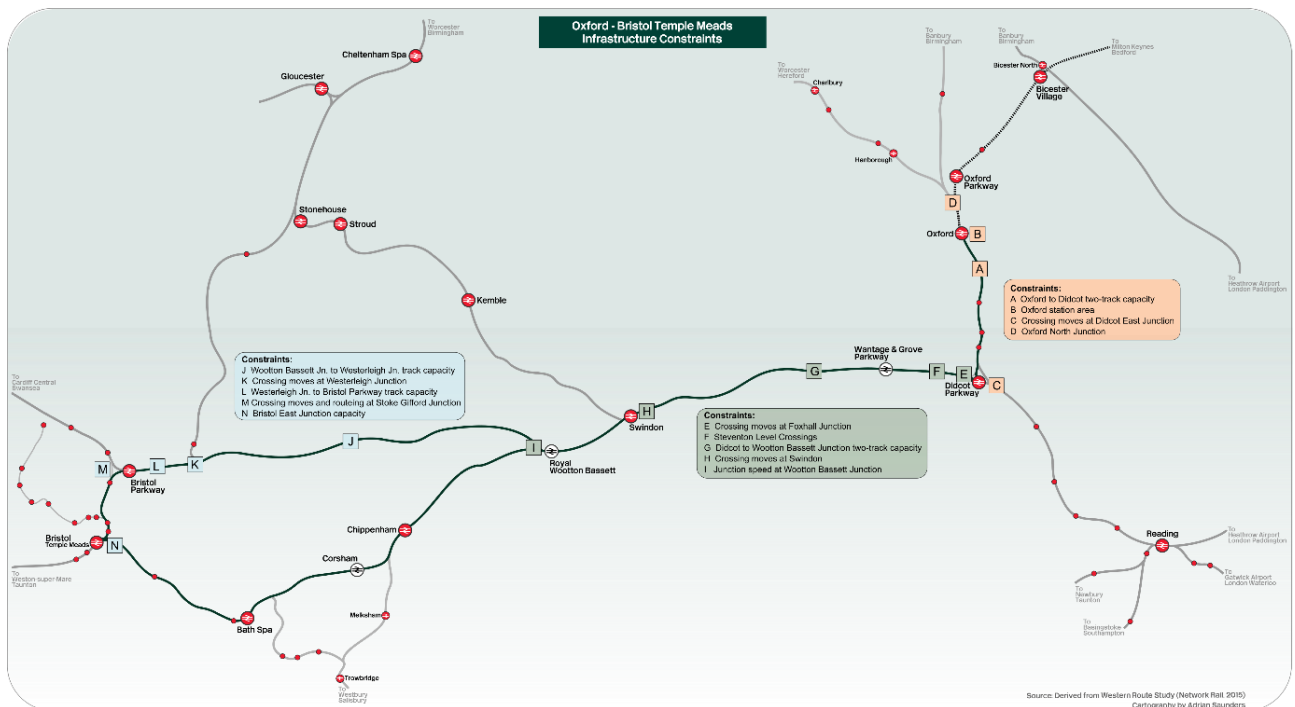 Oxford - Bristol Temple Meads
Infrastructure Constraints
To
Worcester
Birmingham
Cheltenham Spa
Gloucester
To
Banbury
Birmingham
To
Banbury
Birmingham
To
Milton Keynes
Bedford
Bicester North
Bicester
Village
To
Worcester
Hereford
Charlbury
Hanborough
Oxford
Parkway
D
Oxford
B
A
Stonehouse
Stroud
Kemble
To
Heathrow Airport
London Paddington
Constraints:
A Oxford to Didcot two-track capacity
B Oxford station area
C Crossing moves at Didcot East Junction
D Oxford North Junction
Constraints:
J Wootton Bassett Jn. to Westerleigh Jn. track capacity
K Crossing moves at Westerleigh Junction
L Westerleigh Jn. to Bristol Parkway track capacity
M Crossing moves and routeing at Stoke Gifford Junction
N Bristol East Junction capacity
Wantage & Grove
Parkway
G
F
E
Didcot
Parkway
C
To
Cardiff Central
Swansea
H
Swindon
Constraints:
E Crossing moves at Foxhall Junction
F Steventon Level Crossings
G Didcot to Wootton Bassett Junction two-track capacity
H Crossing moves at Swindon
I Junction speed at Wootton Bassett Junction
J
I
Royal
Wootton Bassett
M
L
K
Bristol
Parkway
Chippenham
Bristol
Temple Meads
N
Corsham
To
Weston-super-Mare
Taunton
Reading
To
Heathrow Airport
London Paddington
To
Gatwick Airport
London Waterloo
To
Newbury
Taunton
To
Basingstoke
Southampton
Melksham
Bath Spa
Trowbridge
To
Westbury
Salisbury
Source: Derived from Western Route Study (Network Rail, 2015)
Cartography by Adrian Saunders